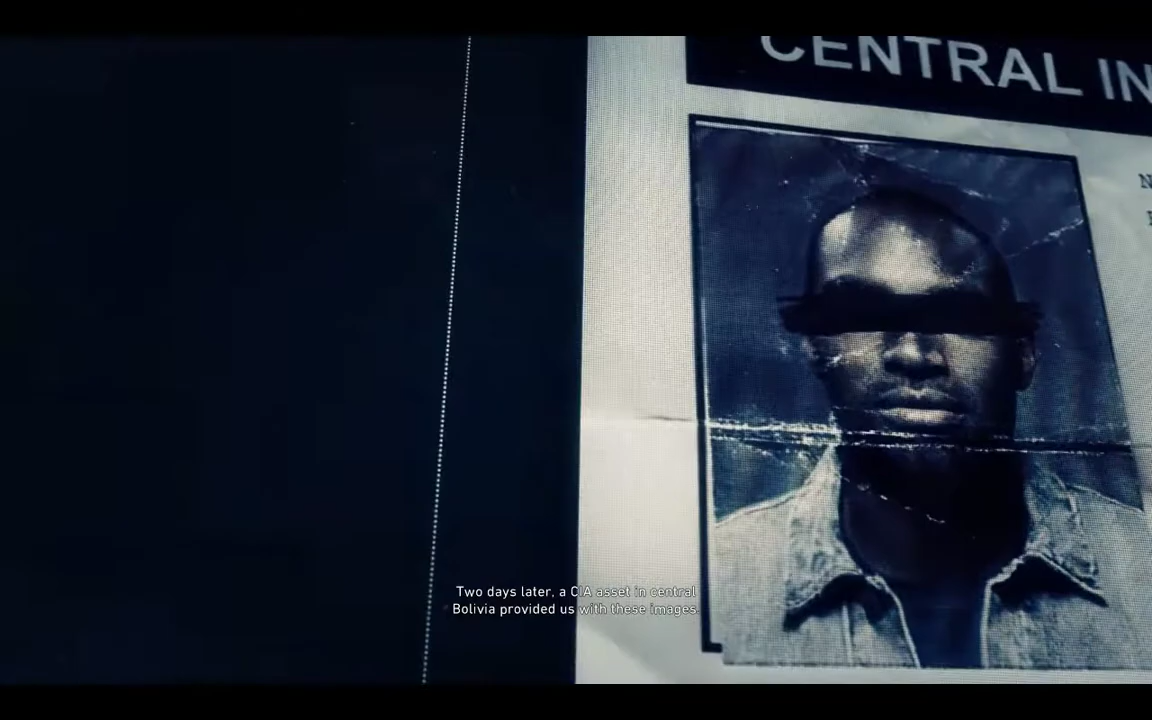 CENTRAL IN
Two days later, a CIA asset in central
Bolivia provided us with these images.